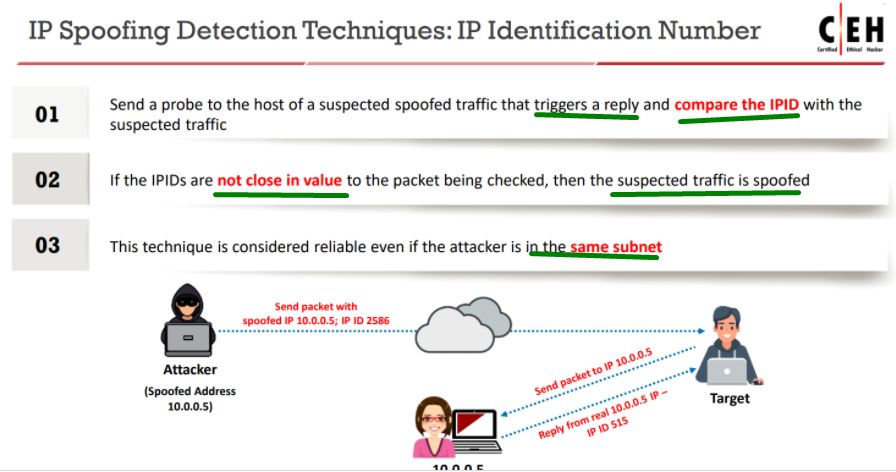 IP Spoofing Detection Techniques: IP Identification Number
C|EH
Certified Ethical Hacker
01
Send a probe to the host of a suspected spoofed traffic that triggers a reply and compare the IPID with the
suspected traffic
02
If the IPIDs are not close in value to the packet being checked, then the suspected traffic is spoofed
03
This technique is considered reliable even if the attacker is in the same subnet
Send packet with
spoofed IP 10.0.0.5; IP ID 2586
Attacker
(Spoofed Address
10.0.0.5)
Send packet to IP 10.0.0.5
Reply from real 10.0.0.5 IP –
IP ID 515
Target
10.0.0.5